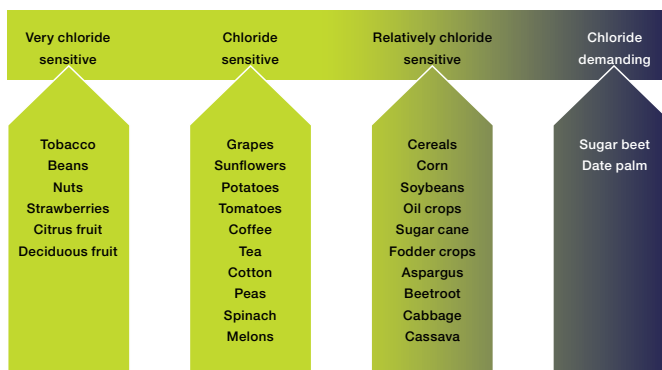 Very chloride
sensitive
Chloride
sensitive
Relatively chloride
sensitive
Chloride
demanding
Tobacco
Beans
Nuts
Strawberries
Citrus fruit
Deciduous fruit
Grapes
Sunflowers
Potatoes
Tomatoes
Coffee
Tea
Cotton
Peas
Spinach
Melons
Cereals
Corn
Soybeans
Oil crops
Sugar cane
Fodder crops
Aspargus
Beetroot
Cabbage
Cassava
Sugar beet
Date palm